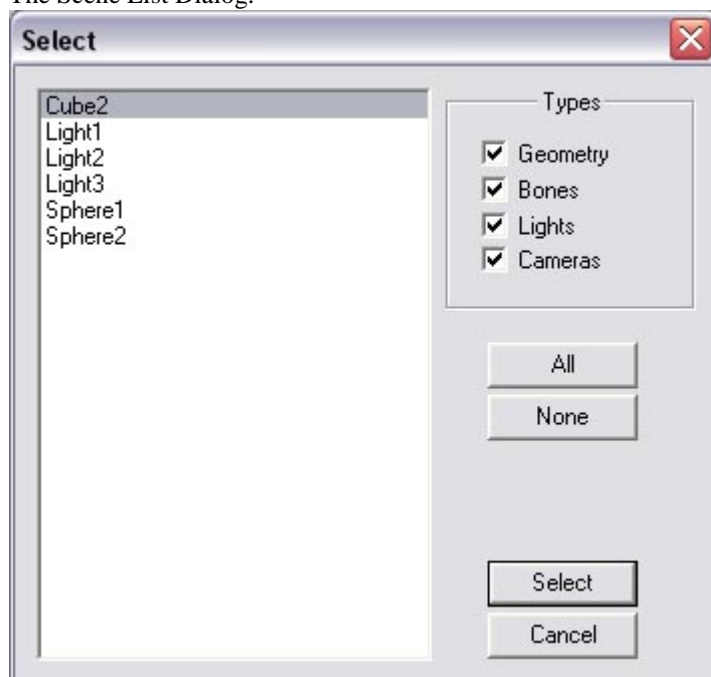 The Scene List Dialog:
Select
Cube2
Light1
Light2
Light3
Sphere1
Sphere2
Types
Geometry
Bones
Lights
Cameras
All
None
Select
Cancel